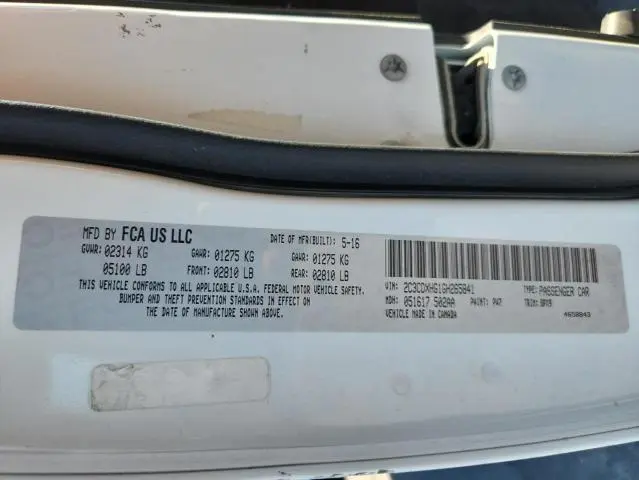 MFD BY FCA US LLC
DATE OF MFR(BUILT): 5-16
GVWR: 02314 KG GAWR: 01275 KG GAWR: 01275 KG
05100 LB FRONT: 02810 LB REAR: 02810 LB
THIS VEHICLE CONFORMS TO ALL APPLICABLE U.S.A. FEDERAL MOTOR VEHICLE SAFETY,
BUMPER AND THEFT PREVENTION STANDARDS IN EFFECT ON
THE DATE OF MANUFACTURE SHOWN ABOVE.
VIN: 2C3CDXHG1GH265841 TYPE: PASSENGER CAR
MDH: 051617 502AA PAINT: PW7 TRIM:
VEHICLE MADE IN CANADA 4658843